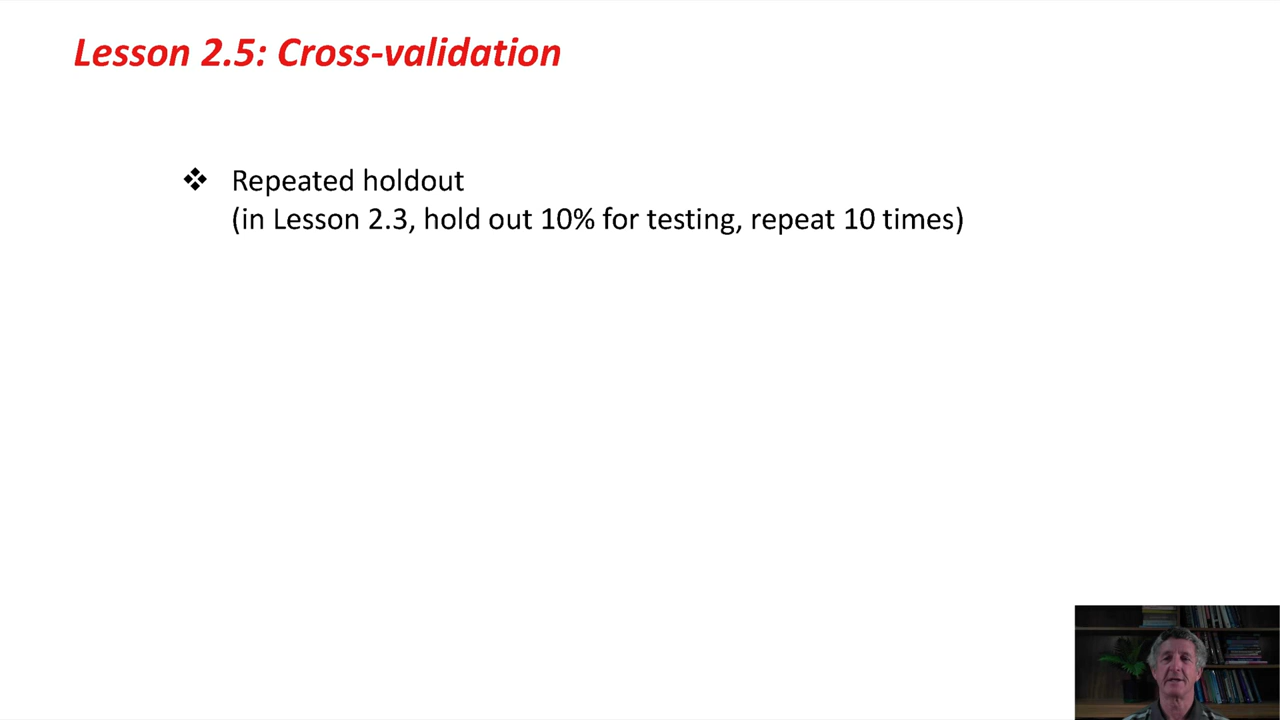 Lesson 2.5: Cross-validation
❖ Repeated holdout
(in Lesson 2.3, hold out 10% for testing, repeat 10 times)